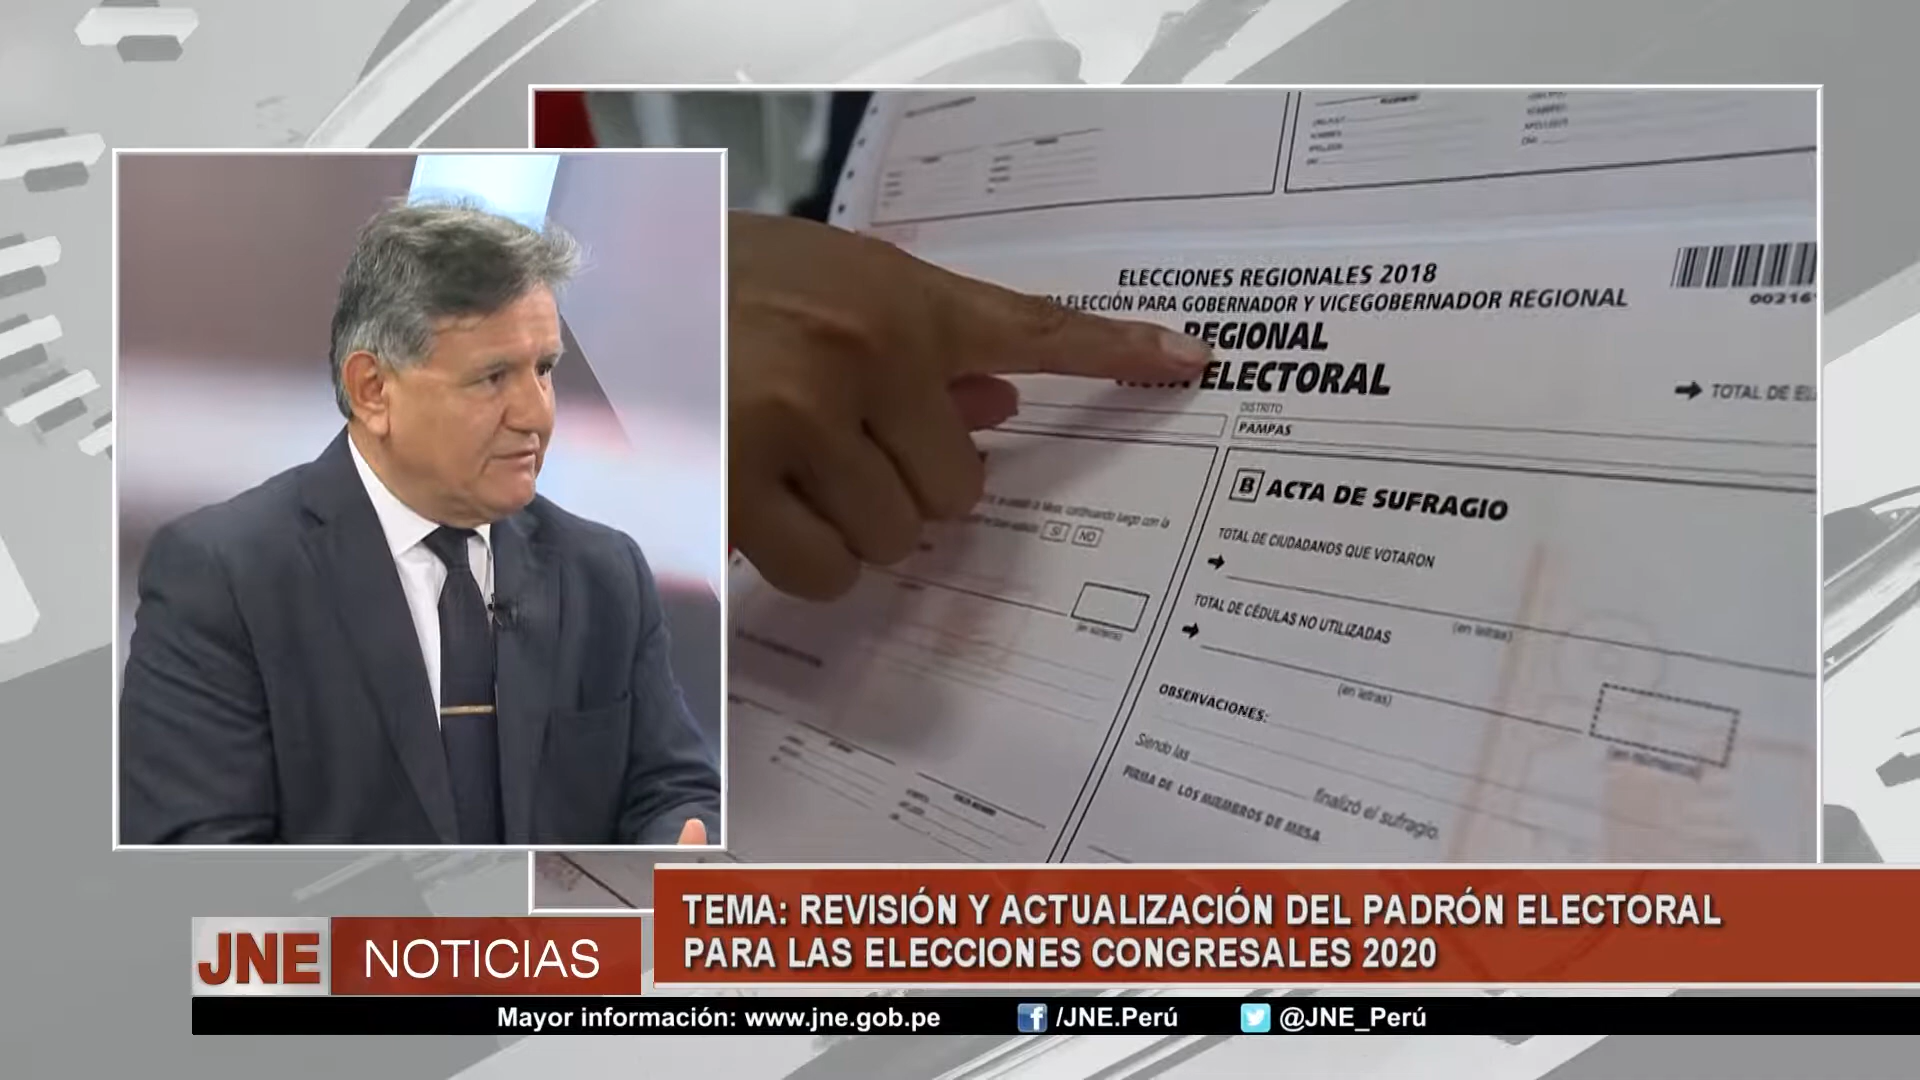 ELECCIONES REGIONALES 2018
ELECCIÓN PARA GOBERNADOR Y VICEGOBERNADOR REGIONAL
REGIONAL
ELECTORAL
TOTAL DE
DISTRITO
PAMPAS
SI NO
B ACTA DE SUFRAGIO
TOTAL DE CIUDADANOS QUE VOTARON
(en letras)
TOTAL DE CÉDULAS NO UTILIZADAS
(en letras)
OBSERVACIONES:
Siendo las finalizó el sufragio.
FIRMA DE LOS MIEMBROS DE MESA
TEMA: REVISIÓN Y ACTUALIZACIÓN DEL PADRÓN ELECTORAL
PARA LAS ELECCIONES CONGRESALES 2020
JNE NOTICIAS
Mayor información: www.jne.gob.pe /JNE.Perú @JNE_Perú